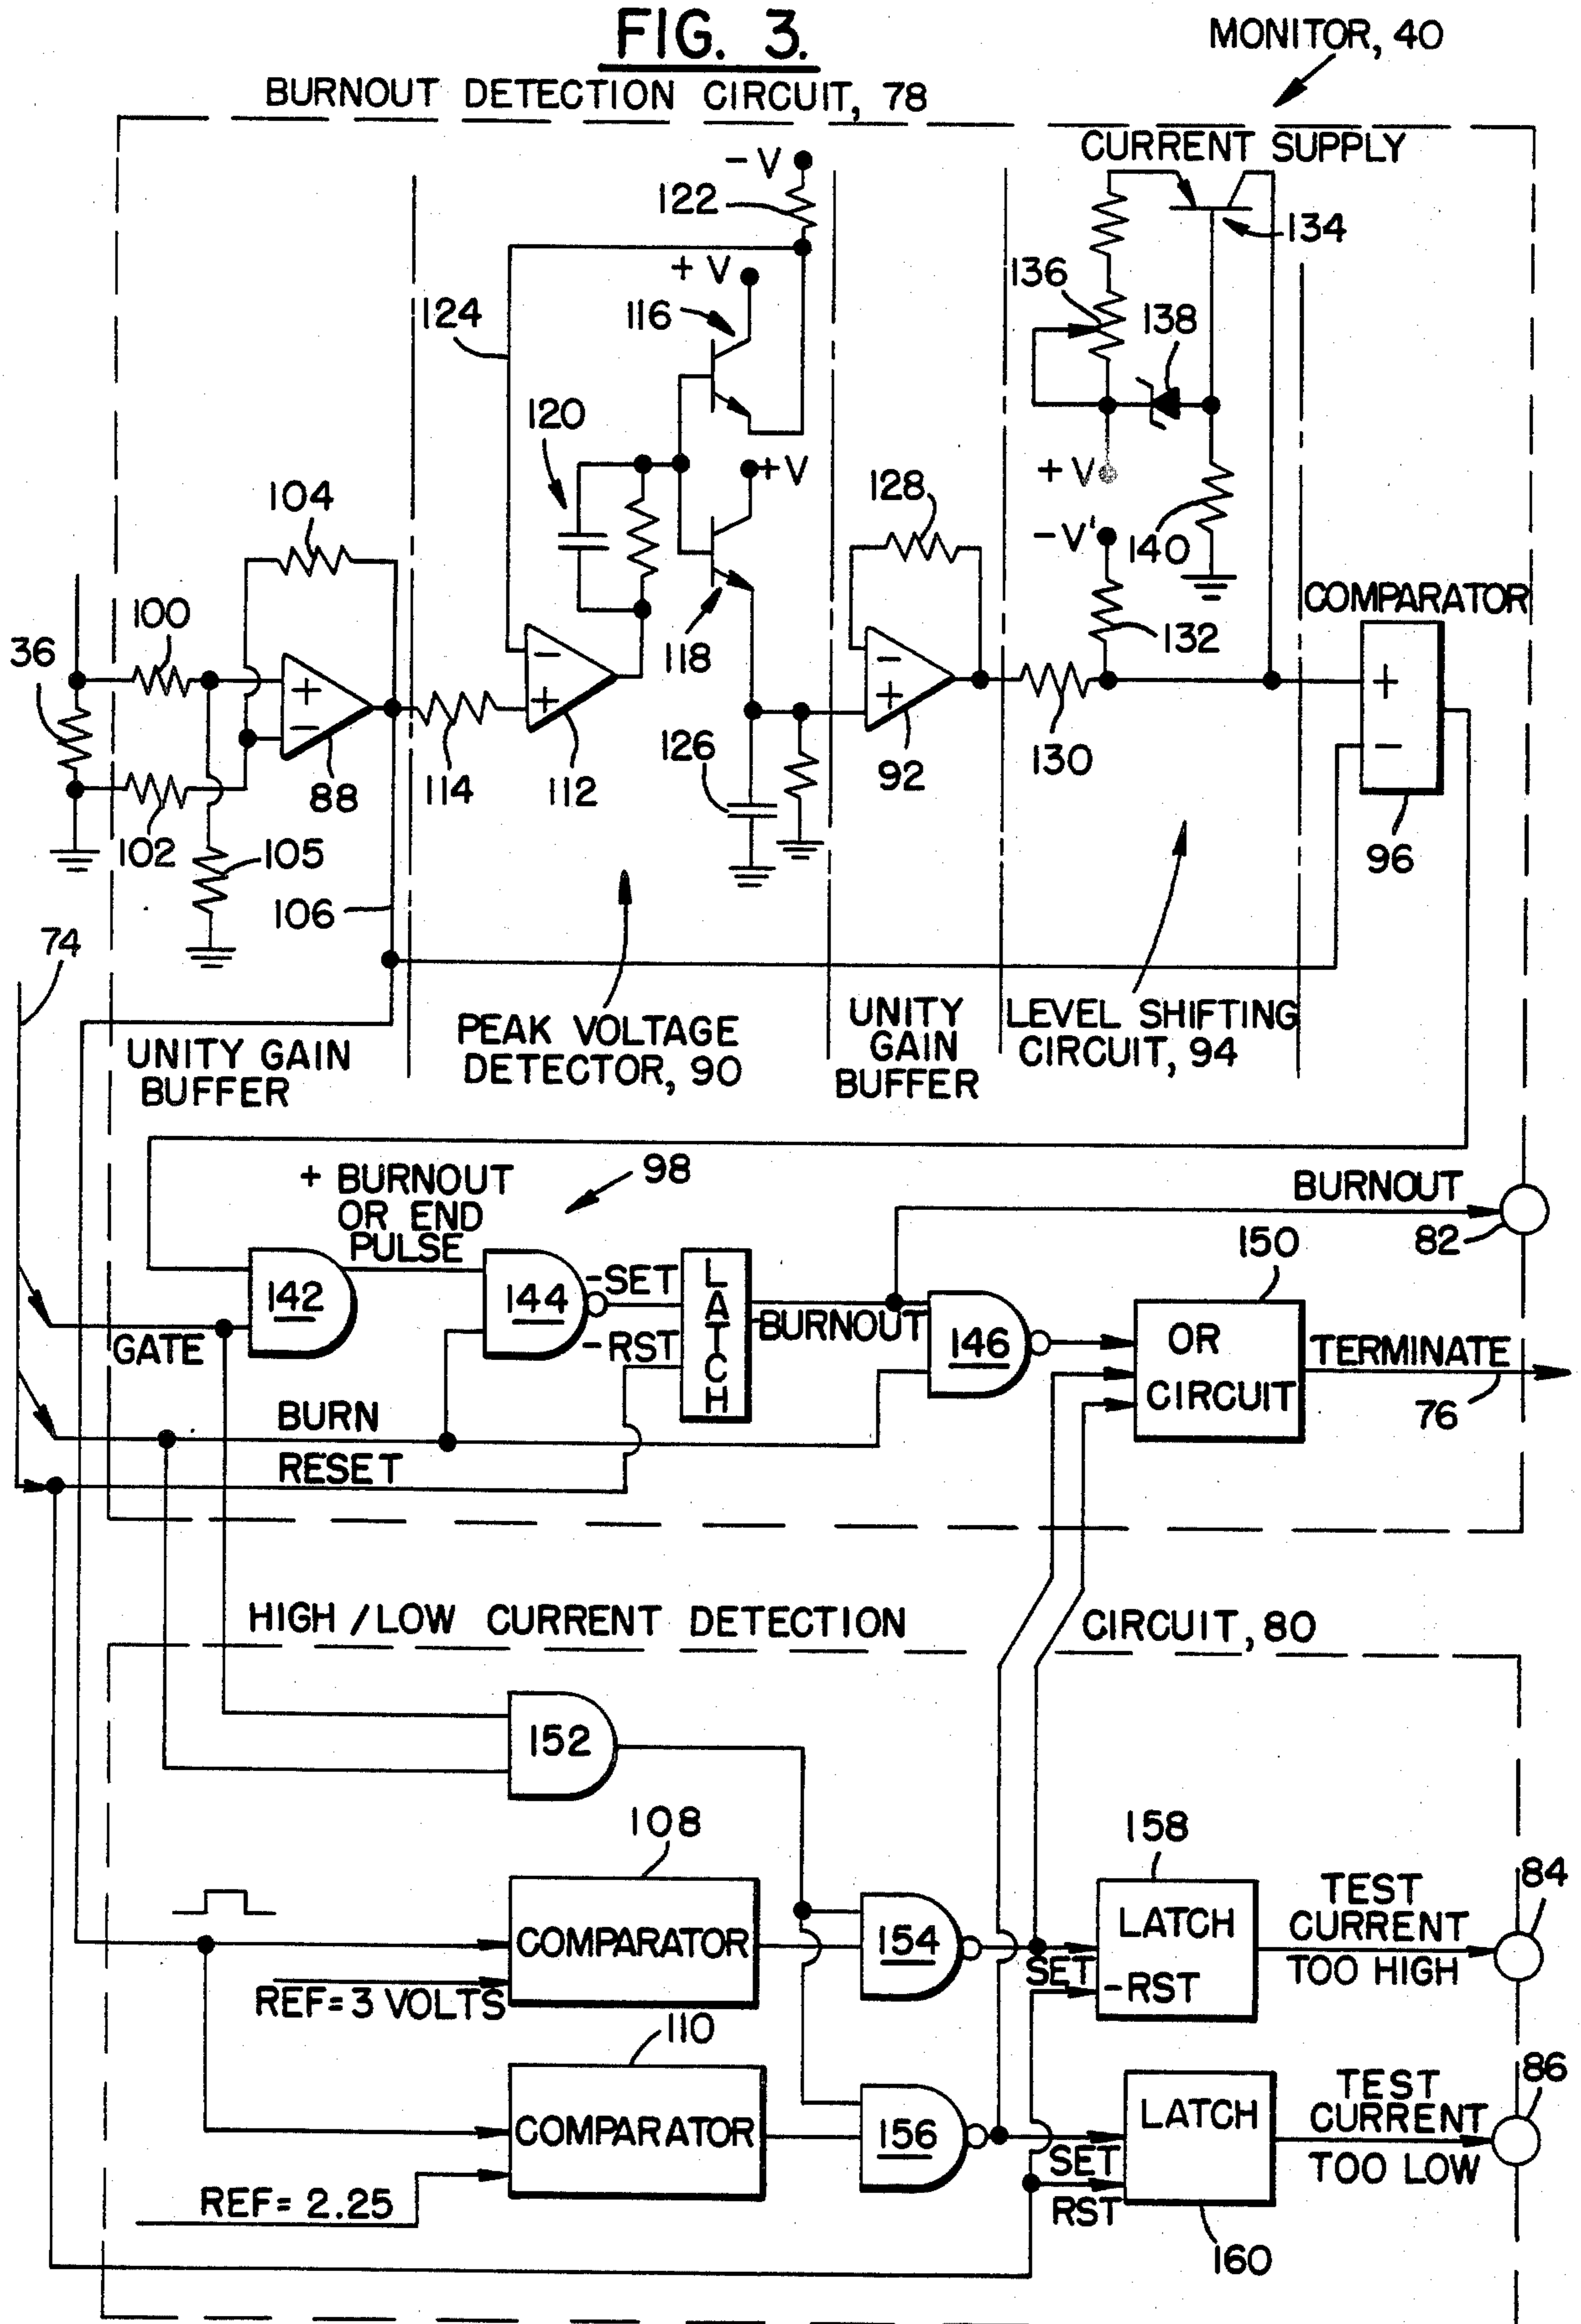 FIG. 3.
MONITOR, 40
BURNOUT DETECTION CIRCUIT, 78
CURRENT SUPPLY
- V
122
134
+ V
136
124
116
138
120
+V
+ V
128
104
- V'
140
COMPARATOR
100
132
36
118
+
-
-
+
-
+
+
-
126
92
130
88
114
112
102
105
96
106
74
UNITY GAIN
BUFFER
PEAK VOLTAGE
DETECTOR, 90
UNITY
GAIN
BUFFER
LEVEL SHIFTING
CIRCUIT, 94
+ BURNOUT
OR END
PULSE
98
BURNOUT
82
150
142
144
-SET
-RST
LATCH
BURNOUT
146
OR
CIRCUIT
TERMINATE
76
GATE
BURN
RESET
HIGH / LOW CURRENT DETECTION CIRCUIT, 80
152
108
158
84
COMPARATOR
154
LATCH
TEST
CURRENT
TOO HIGH
SET
-RST
REF= 3 VOLTS
110
86
COMPARATOR
156
LATCH
TEST
CURRENT
TOO LOW
SET
RST
REF= 2.25
160